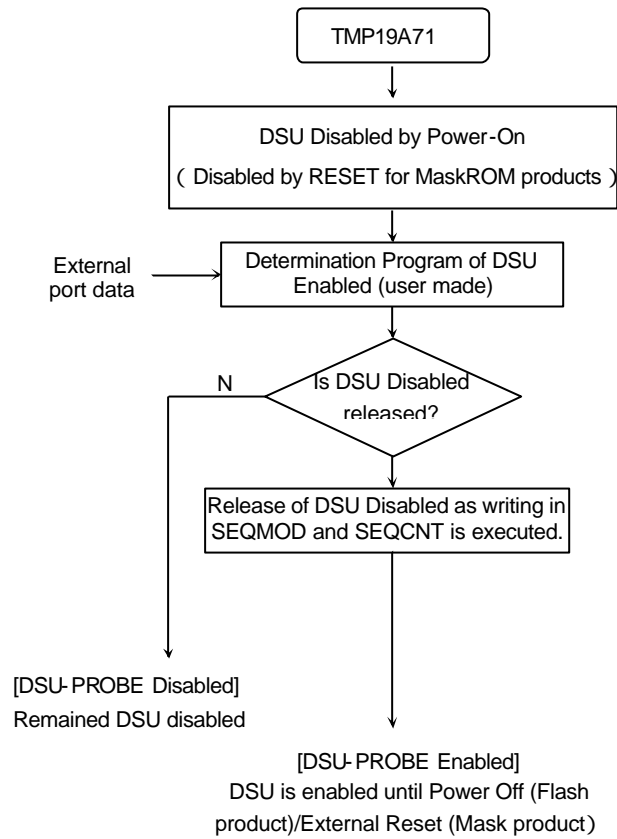 TMP19A71
DSU Disabled by Power-On
( Disabled by RESET for MaskROM products )
External
port data
Determination Program of DSU
Enabled (user made)
N
Is DSU Disabled
released?
Release of DSU Disabled as writing in
SEQMOD and SEQCNT is executed.
[DSU-PROBE Disabled]
Remained DSU disabled
[DSU-PROBE Enabled]
DSU is enabled until Power Off (Flash
product)/External Reset (Mask product)